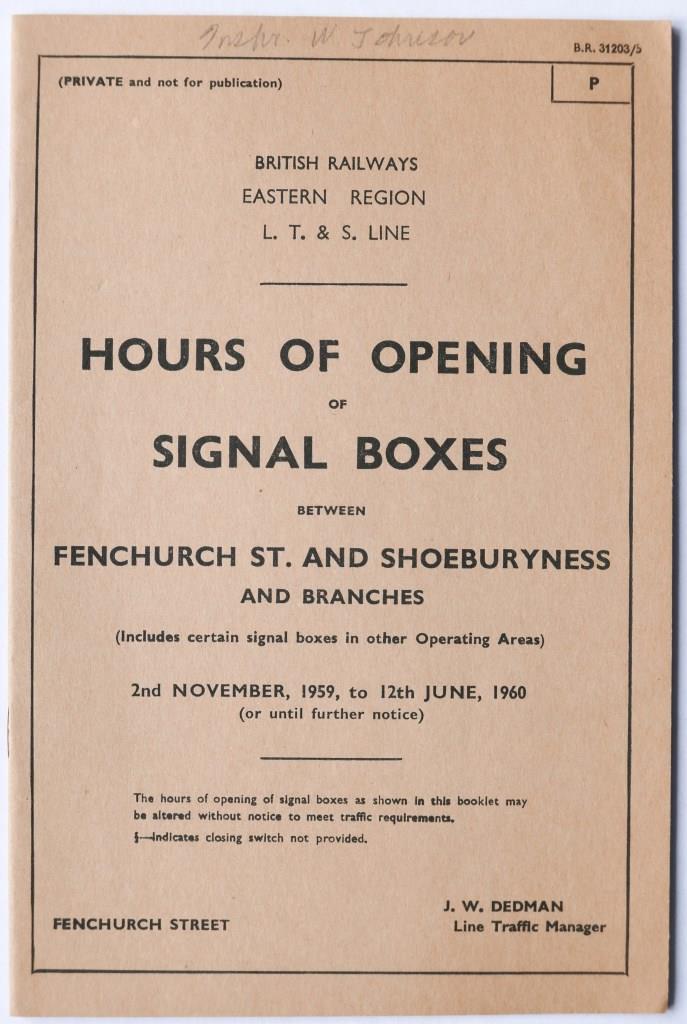 Inspr. W Johnson
B.R. 31203/5
(PRIVATE and not for publication)
P
BRITISH RAILWAYS
EASTERN REGION
L. T. & S. LINE
HOURS OF OPENING
OF
SIGNAL BOXES
BETWEEN
FENCHURCH ST. AND SHOEBURYNESS
AND BRANCHES
(Includes certain signal boxes in other Operating Areas)
2nd NOVEMBER, 1959, to 12th JUNE, 1960
(or until further notice)
The hours of opening of signal boxes as shown in this booklet may
be altered without notice to meet traffic requirements.
§—Indicates closing switch not provided.
J. W. DEDMAN
FENCHURCH STREET
Line Traffic Manager